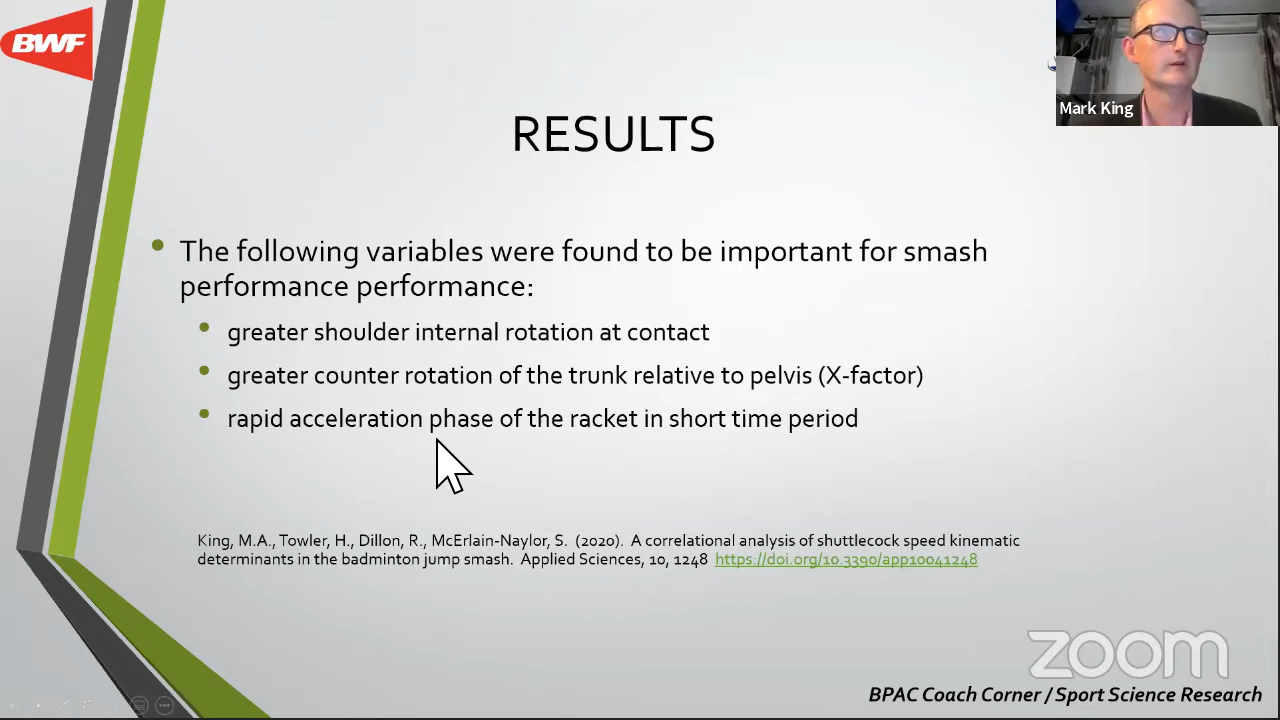 BWF
Mark King
RESULTS
The following variables were found to be important for smash
performance performance:
greater shoulder internal rotation at contact
greater counter rotation of the trunk relative to pelvis (X-factor)
rapid acceleration phase of the racket in short time period
King, M.A., Towler, H., Dillon, R., McErlain-Naylor, S. (2020). A correlational analysis of shuttlecock speed kinematic
determinants in the badminton jump smash. Applied Sciences, 10, 1248 https://doi.org/10.3390/app10041248
zoom
BPAC Coach Corner / Sport Science Research